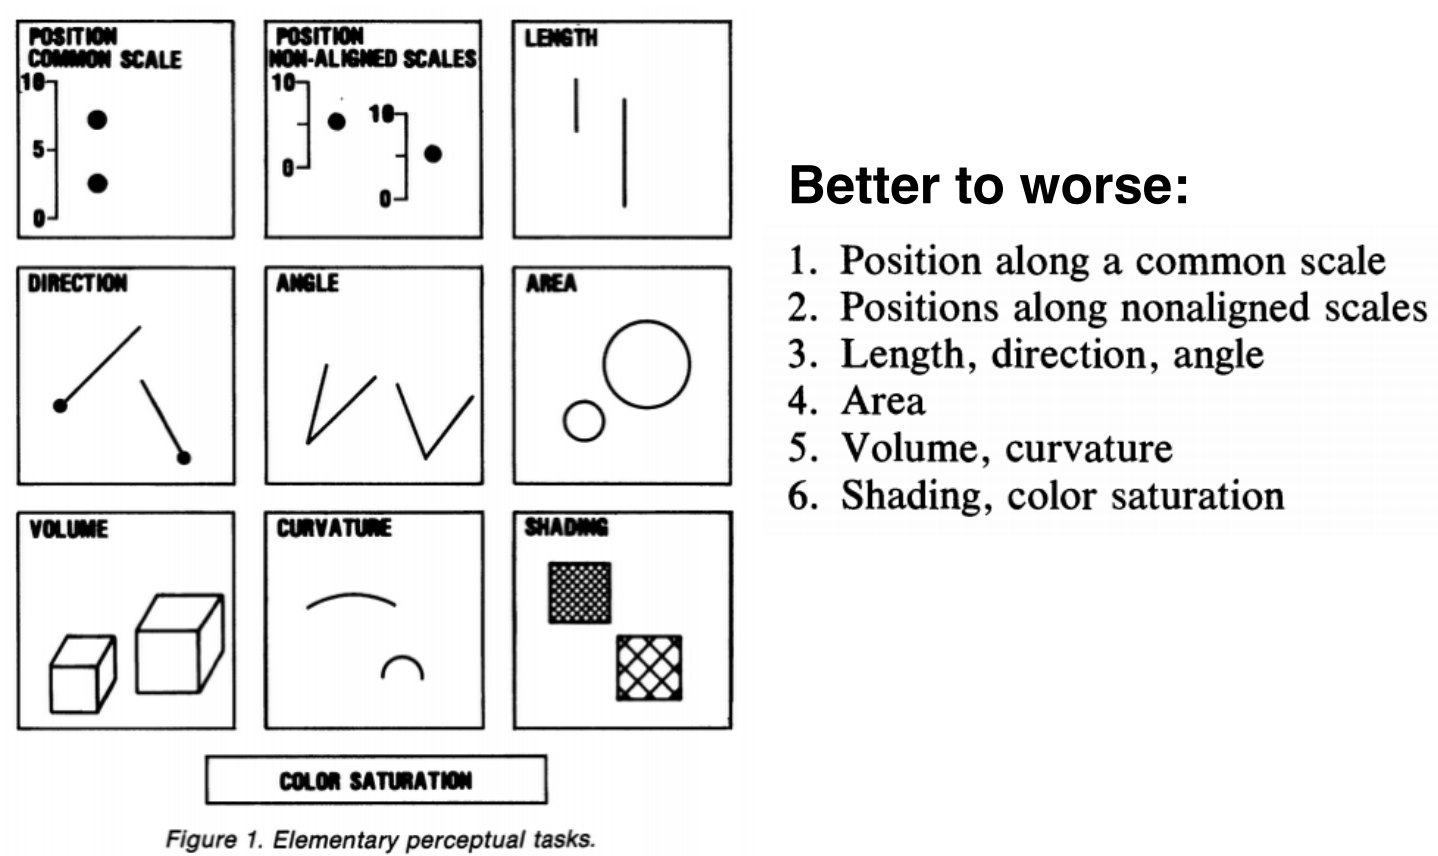 POSITION
COMMON SCALE
10
5
0
POSITION
NON-ALIGNED SCALES
10
0
10
0
LENGTH
DIRECTION
ANGLE
AREA
VOLUME
CURVATURE
SHADING
COLOR SATURATION
Figure 1. Elementary perceptual tasks.
Better to worse:
1. Position along a common scale
2. Positions along nonaligned scales
3. Length, direction, angle
4. Area
5. Volume, curvature
6. Shading, color saturation